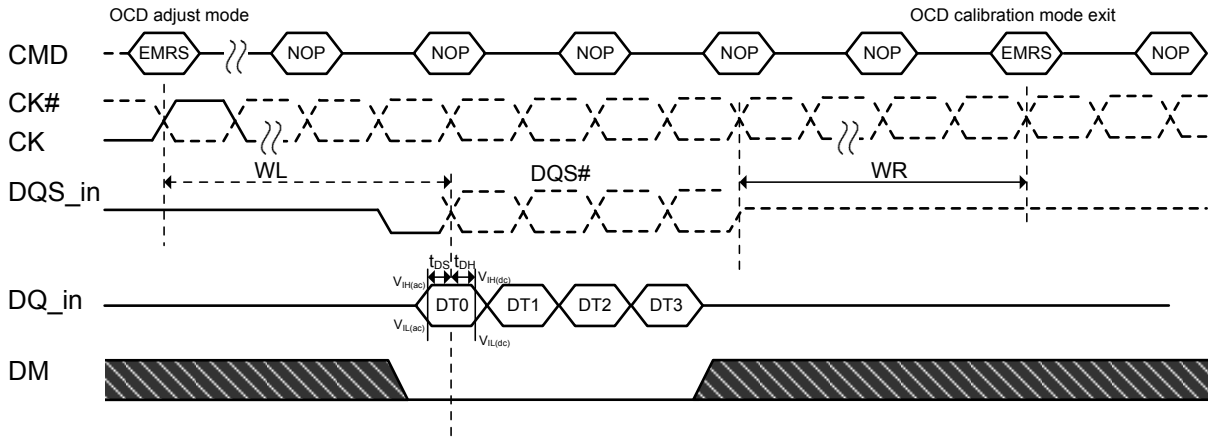 OCD adjust mode OCD calibration mode exit
CMD EMRS NOP NOP NOP NOP NOP EMRS NOP
CK#
CK
WL DQS# WR
DQS_in
tDS tDH
VIH(ac) VIH(dc)
DQ_in DT0 DT1 DT2 DT3
VIL(ac) VIL(dc)
DM